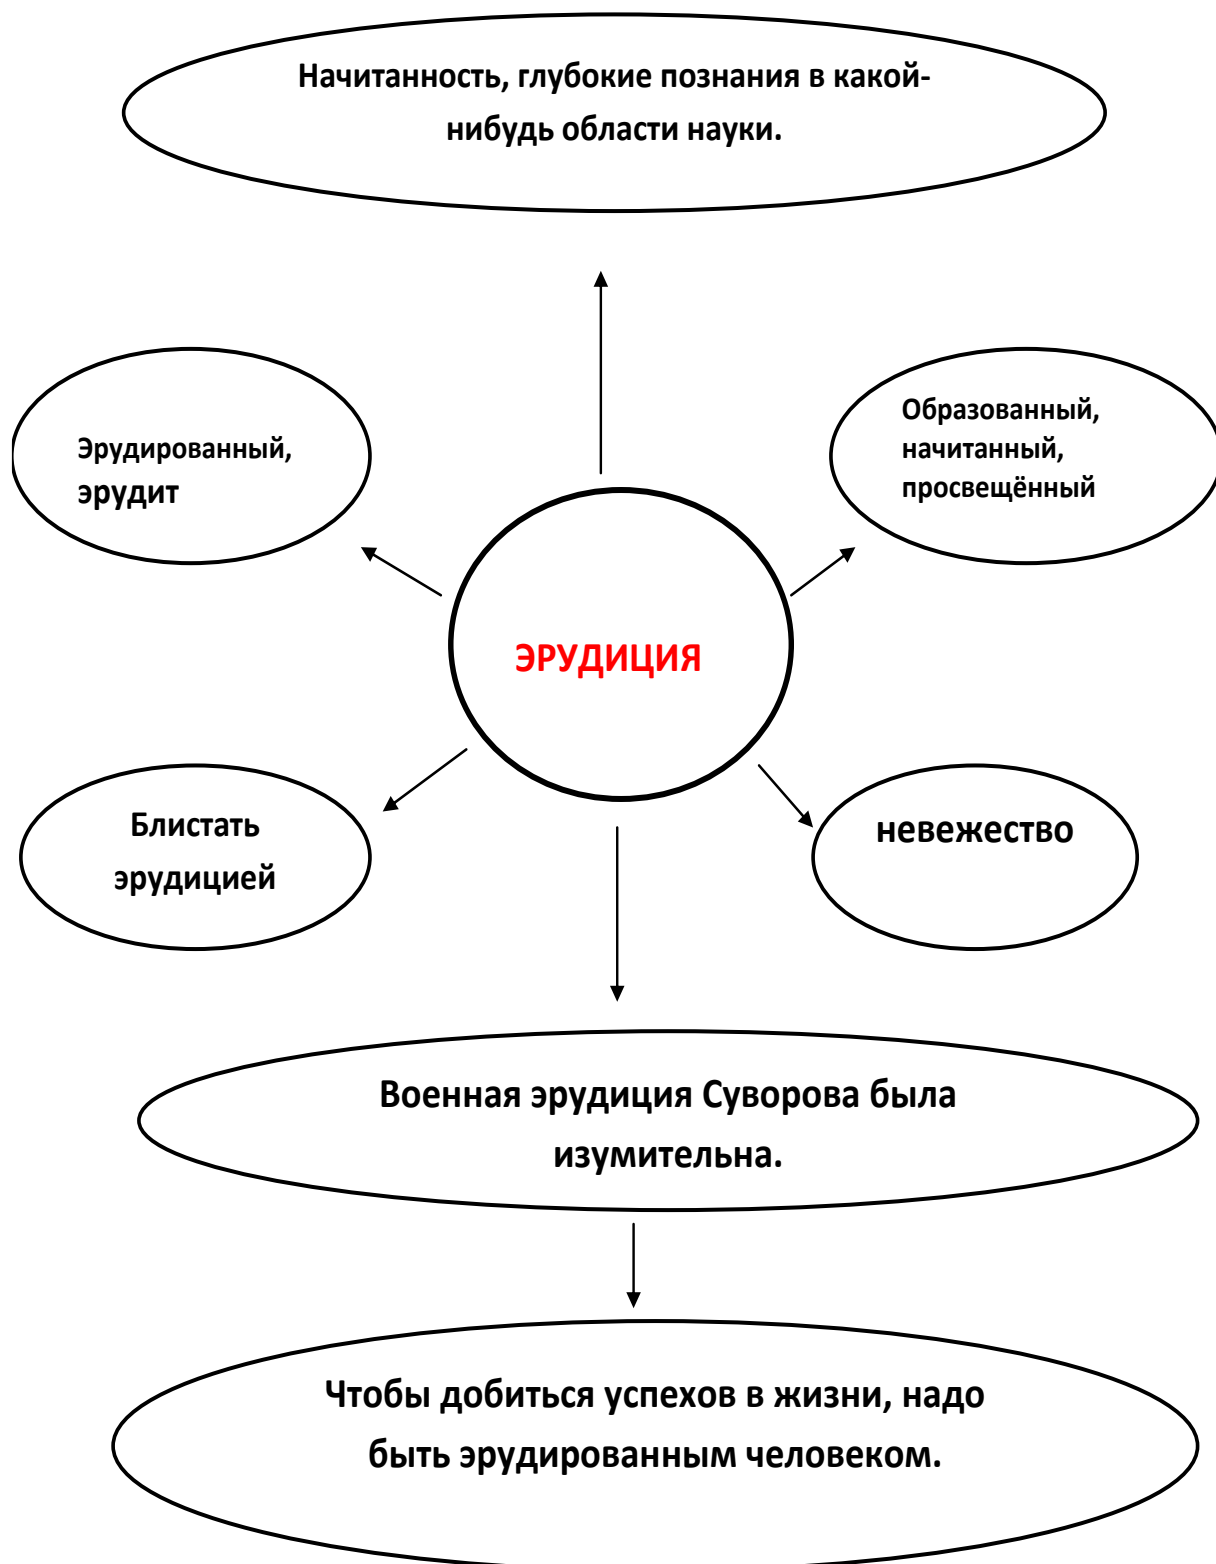 Начитанность, глубокие познания в какой-
нибудь области науки.
Эрудированный,
эрудит
Образованный,
начитанный,
просвещённый
ЭРУДИЦИЯ
Блистать
эрудицией
невежество
Военная эрудиция Суворова была
изумительна.
Чтобы добиться успехов в жизни, надо
быть эрудированным человеком.